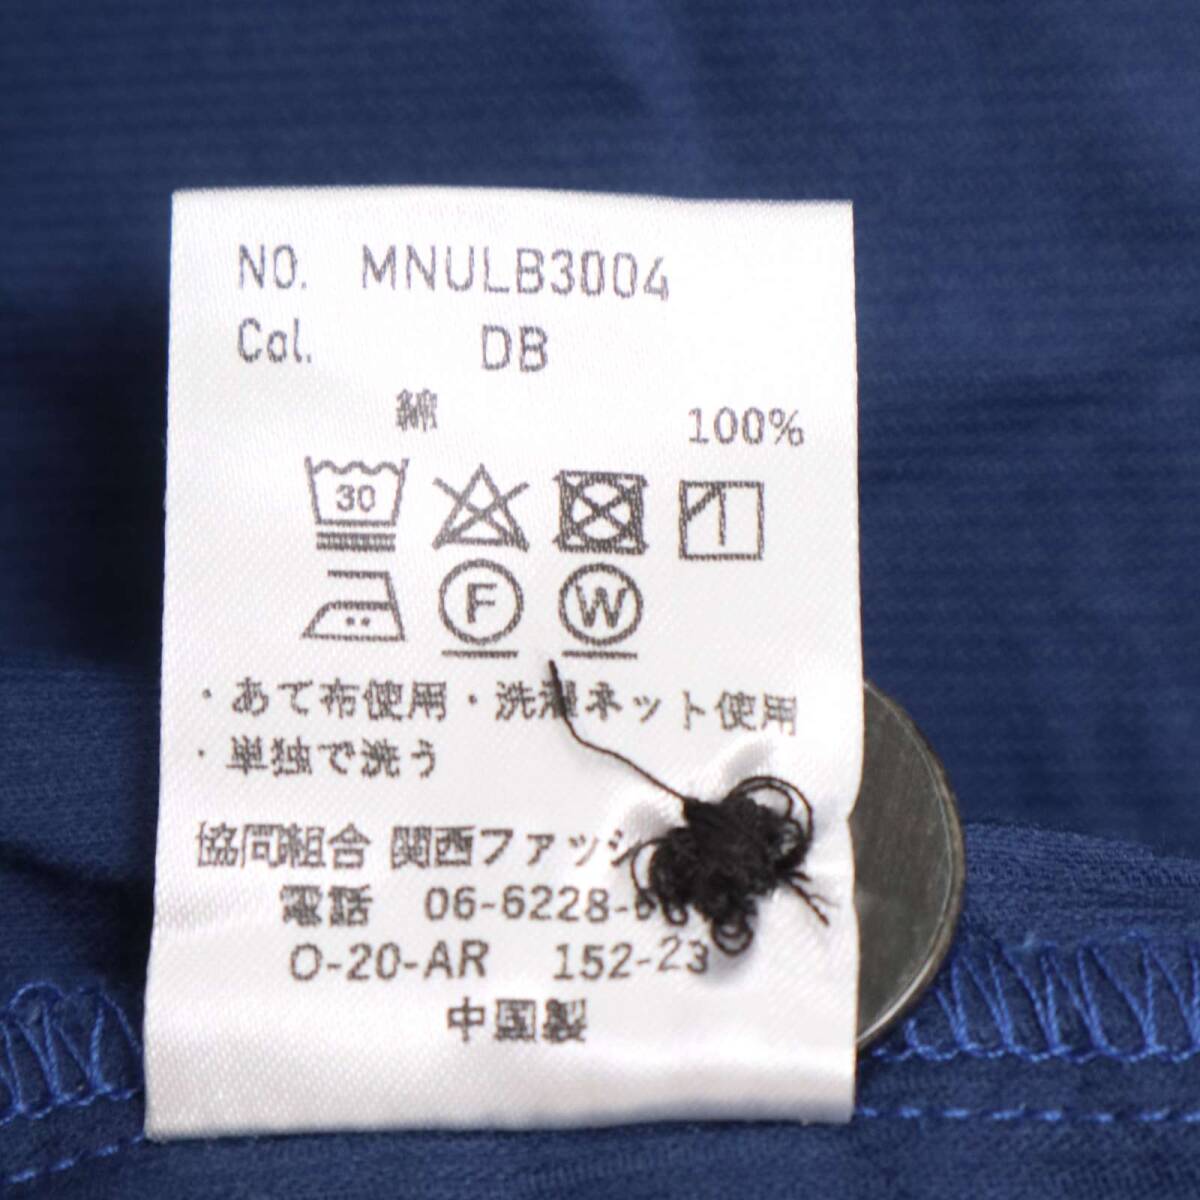 NO. MNULB3004
Col. DB
綿 100%
30
F W
・あて布使用・洗濯ネット使用
・単独で洗う
協同組合 関西ファッシ
電話 06-6228-
O-20-AR 152-23
中国製